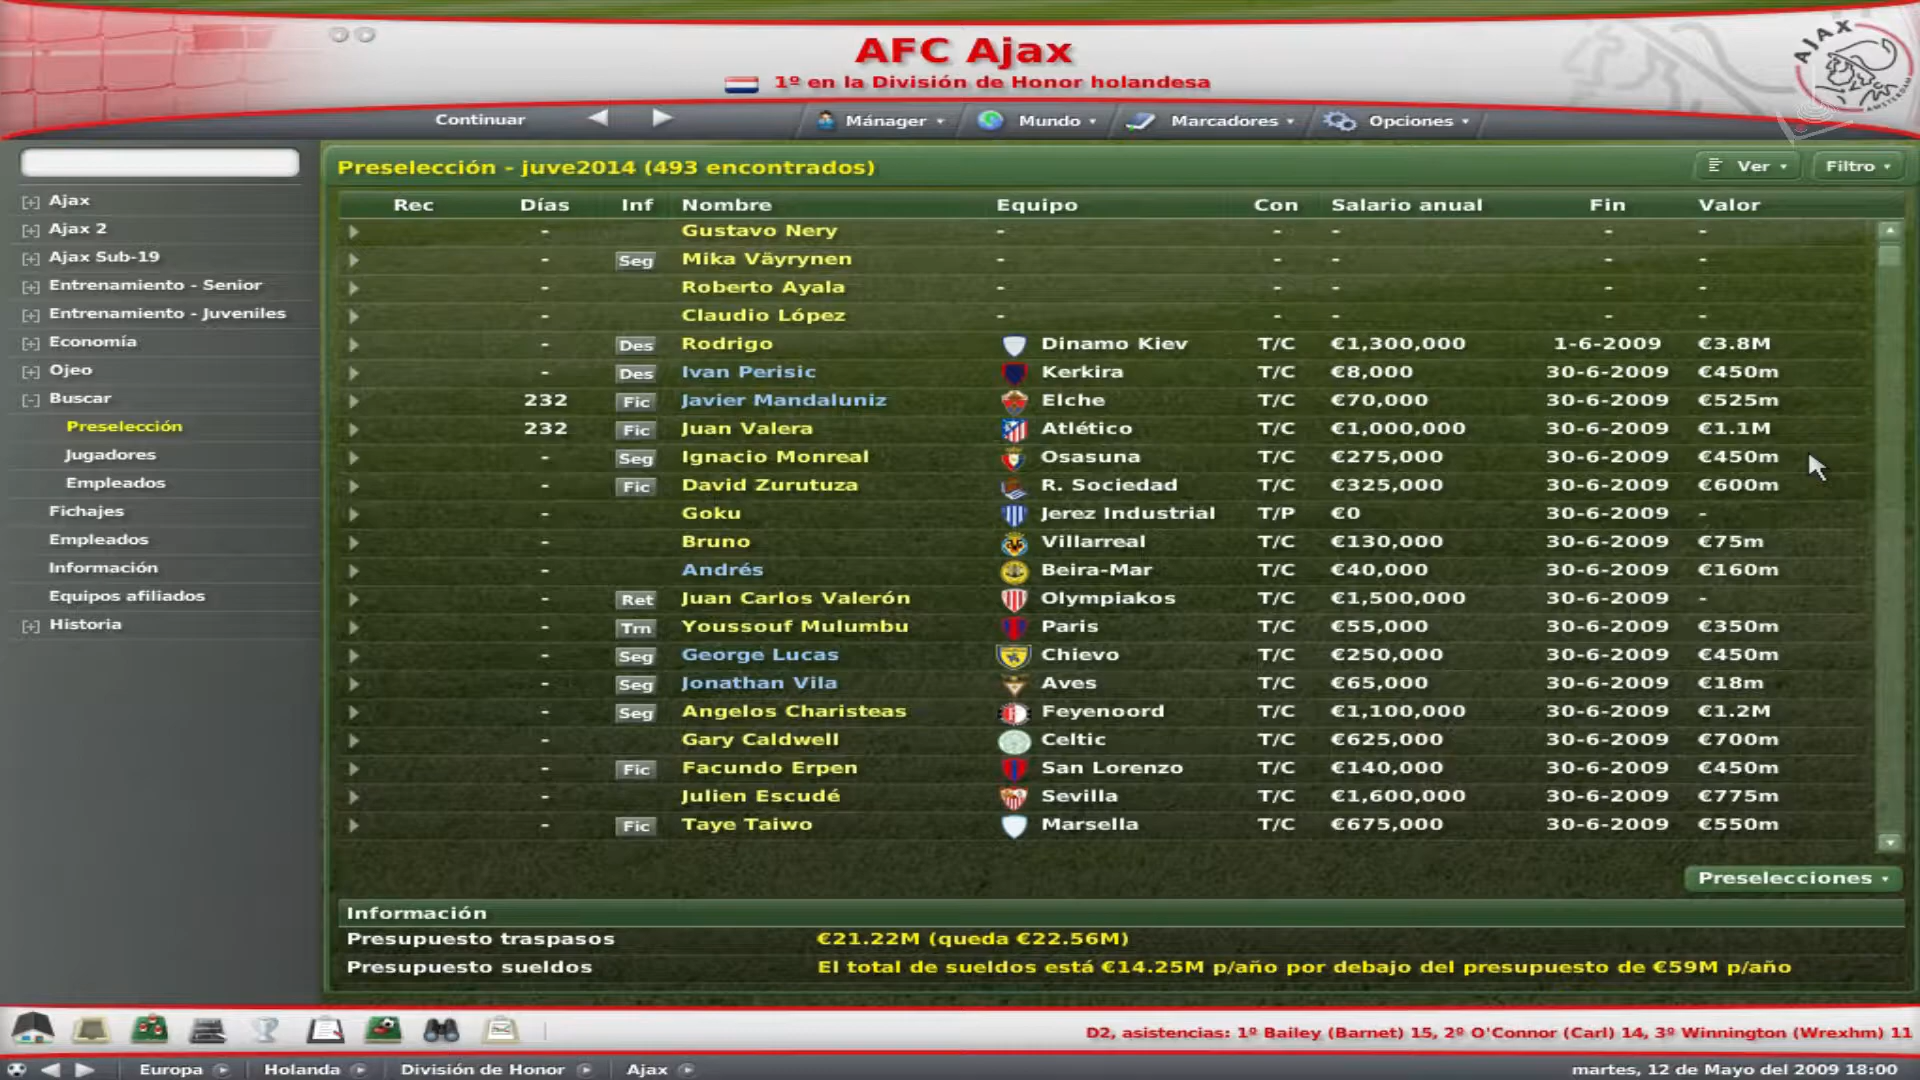 AFC Ajax
1º en la División de Honor holandesa
AJAX
AMSTERDAM
Continuar Mánager Mundo Marcadores Opciones
Preselección - juve2014 (493 encontrados) Ver Filtro
Rec Días Inf Nombre Equipo Con Salario anual Fin Valor
[+] Ajax
[+] Ajax 2
[+] Ajax Sub-19
[+] Entrenamiento - Senior
[+] Entrenamiento - Juveniles
[+] Economía
[+] Ojeo
[-] Buscar
Preselección
Jugadores
Empleados
Fichajes
Empleados
Información
Equipos afiliados
[+] Historia
- Gustavo Nery - - - - -
- Seg Mika Väyrynen - - - - -
- Roberto Ayala - - - - -
- Claudio López - - - - -
- Des Rodrigo Dinamo Kiev T/C €1,300,000 1-6-2009 €3.8M
- Des Ivan Perisic Kerkira T/C €8,000 30-6-2009 €450m
232 Fic Javier Mandaluniz Elche T/C €70,000 30-6-2009 €525m
232 Fic Juan Valera Atlético T/C €1,000,000 30-6-2009 €1.1M
- Seg Ignacio Monreal Osasuna T/C €275,000 30-6-2009 €450m
- Fic David Zurutuza R. Sociedad T/C €325,000 30-6-2009 €600m
- Goku Jerez Industrial T/P €0 30-6-2009 -
- Bruno Villarreal T/C €130,000 30-6-2009 €75m
- Andrés Beira-Mar T/C €40,000 30-6-2009 €160m
- Ret Juan Carlos Valerón Olympiakos T/C €1,500,000 30-6-2009 -
- Trn Youssouf Mulumbu Paris T/C €55,000 30-6-2009 €350m
- Seg George Lucas Chievo T/C €250,000 30-6-2009 €450m
- Seg Jonathan Vila Aves T/C €65,000 30-6-2009 €18m
- Seg Angelos Charisteas Feyenoord T/C €1,100,000 30-6-2009 €1.2M
- Gary Caldwell Celtic T/C €625,000 30-6-2009 €700m
- Fic Facundo Erpen San Lorenzo T/C €140,000 30-6-2009 €450m
- Julien Escudé Sevilla T/C €1,600,000 30-6-2009 €775m
- Fic Taye Taiwo Marsella T/C €675,000 30-6-2009 €550m
Preselecciones
Información
Presupuesto traspasos €21.22M (queda €22.56M)
Presupuesto sueldos El total de sueldos está €14.25M p/año por debajo del presupuesto de €59M p/año
D2, asistencias: 1º Bailey (Barnet) 15, 2º O'Connor (Carl) 14, 3º Winnington (Wrexhm) 11
Europa Holanda División de Honor Ajax martes, 12 de Mayo del 2009 18:00